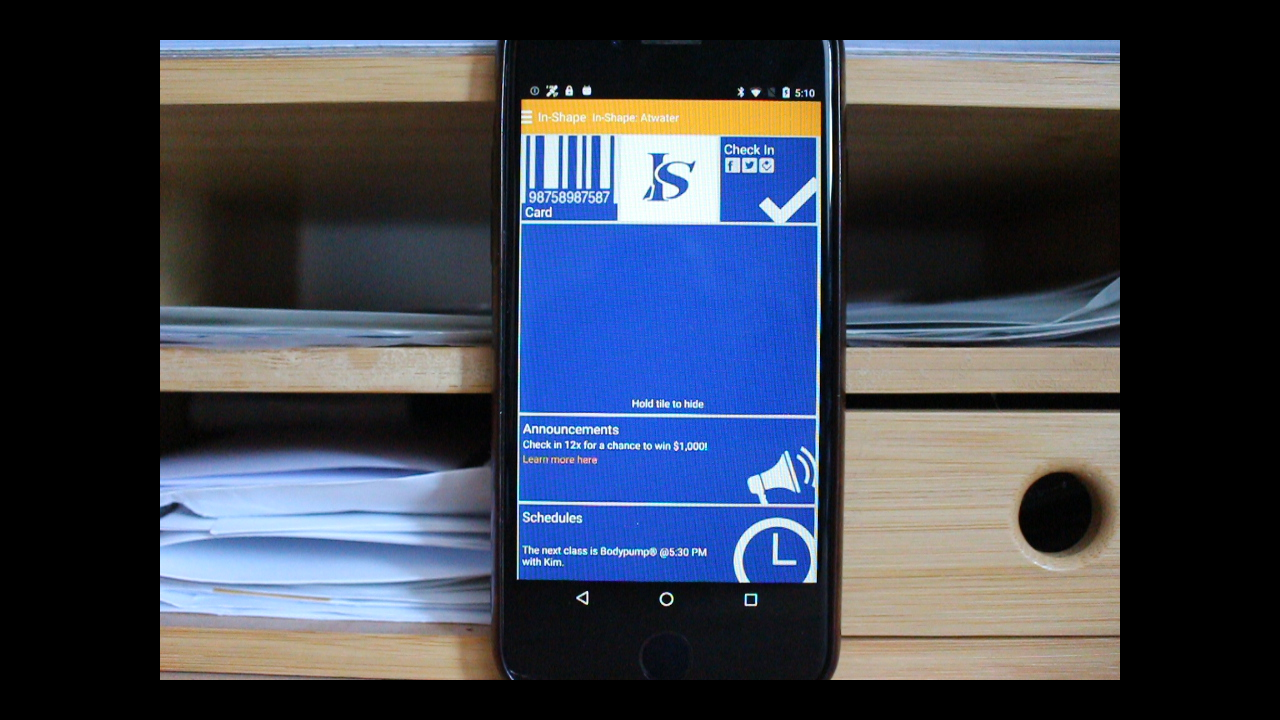 5:10
In-Shape In-Shape: Atwater
98758987587
Card
IS
Check In
Hold tile to hide
Announcements
Check in 12x for a chance to win $1,000!
Learn more here
Schedules
The next class is Bodypump® @5:30 PM
with Kim.